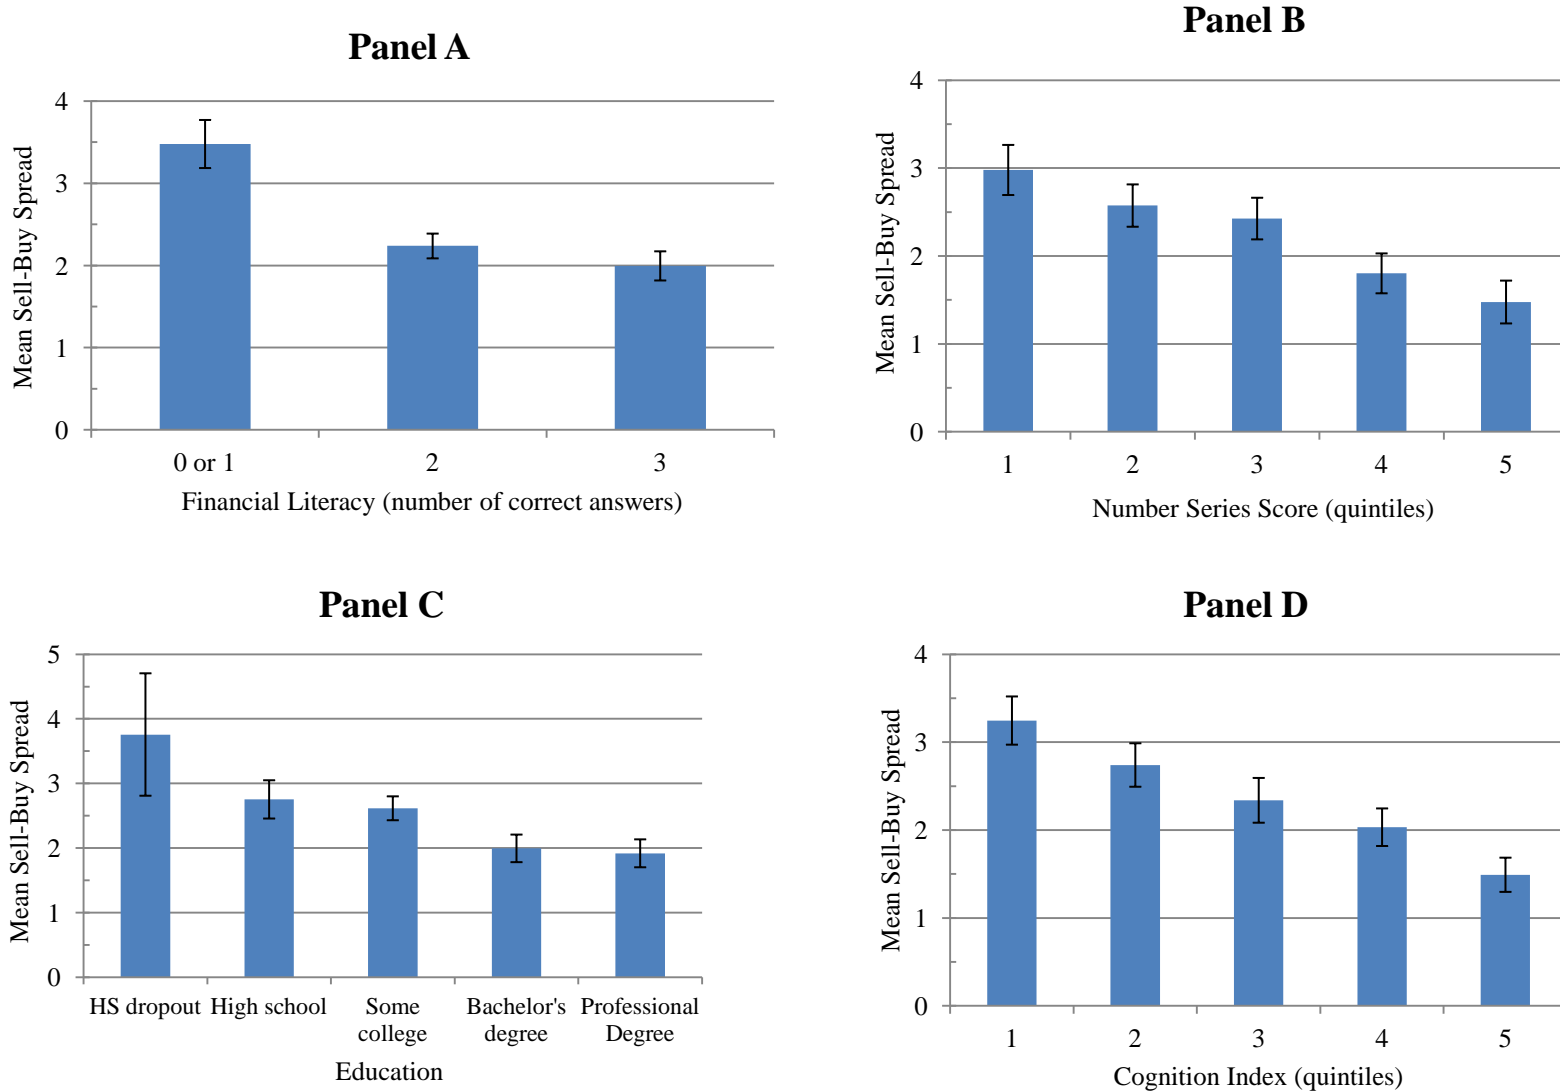 Panel A
4
3
2
1
0
Mean Sell-Buy Spread
0 or 1 2 3
Financial Literacy (number of correct answers)
Panel B
4
3
2
1
0
Mean Sell-Buy Spread
1 2 3 4 5
Number Series Score (quintiles)
Panel C
5
4
3
2
1
0
Mean Sell-Buy Spread
HS dropout High school Some Bachelor's Professional
college degree Degree
Education
Panel D
4
3
2
1
0
Mean Sell-Buy Spread
1 2 3 4 5
Cognition Index (quintiles)